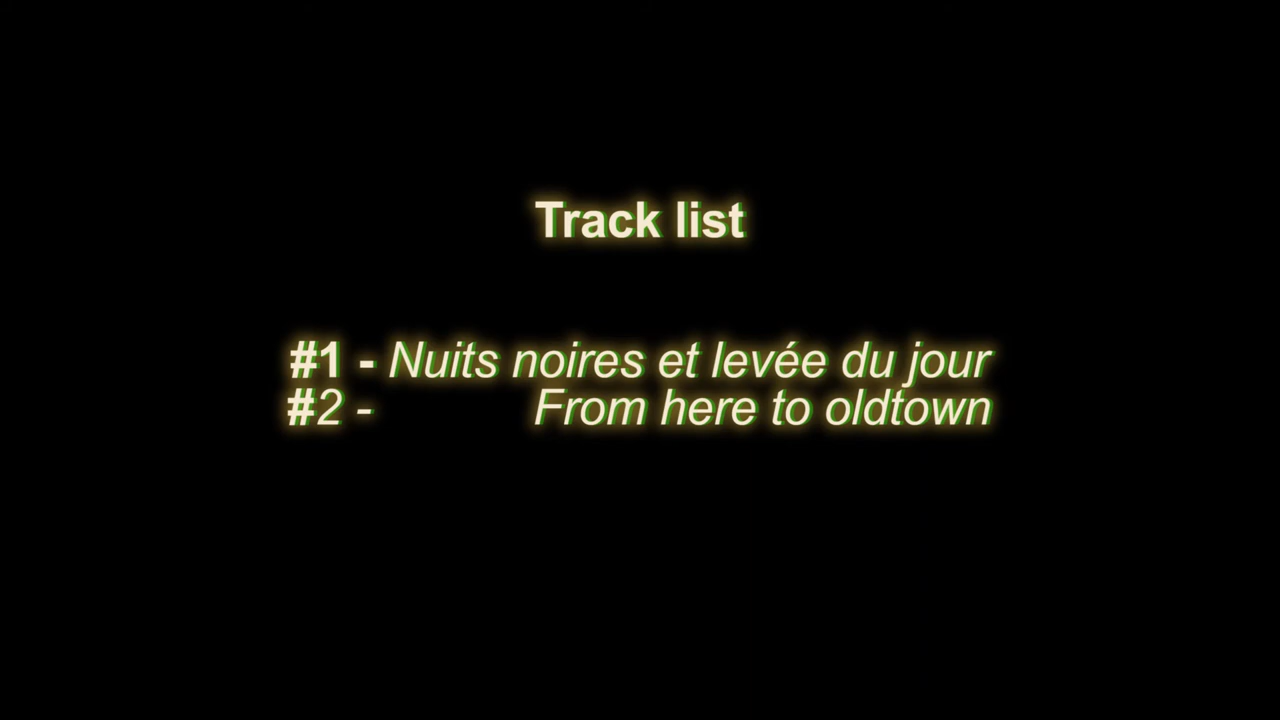 Track list
#1 - Nuits noires et levée du jour
#2 - From here to oldtown